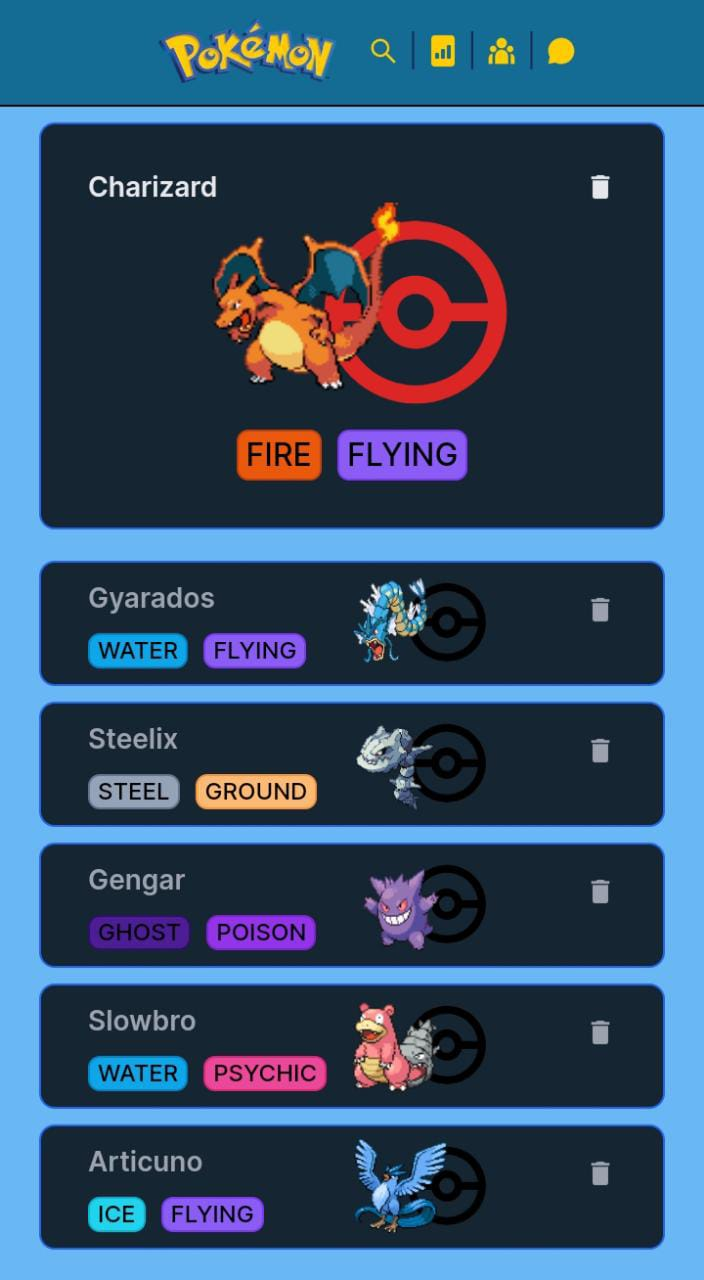 POKéMON
Charizard
FIRE FLYING
Gyarados
WATER FLYING
Steelix
STEEL GROUND
Gengar
GHOST POISON
Slowbro
WATER PSYCHIC
Articuno
ICE FLYING